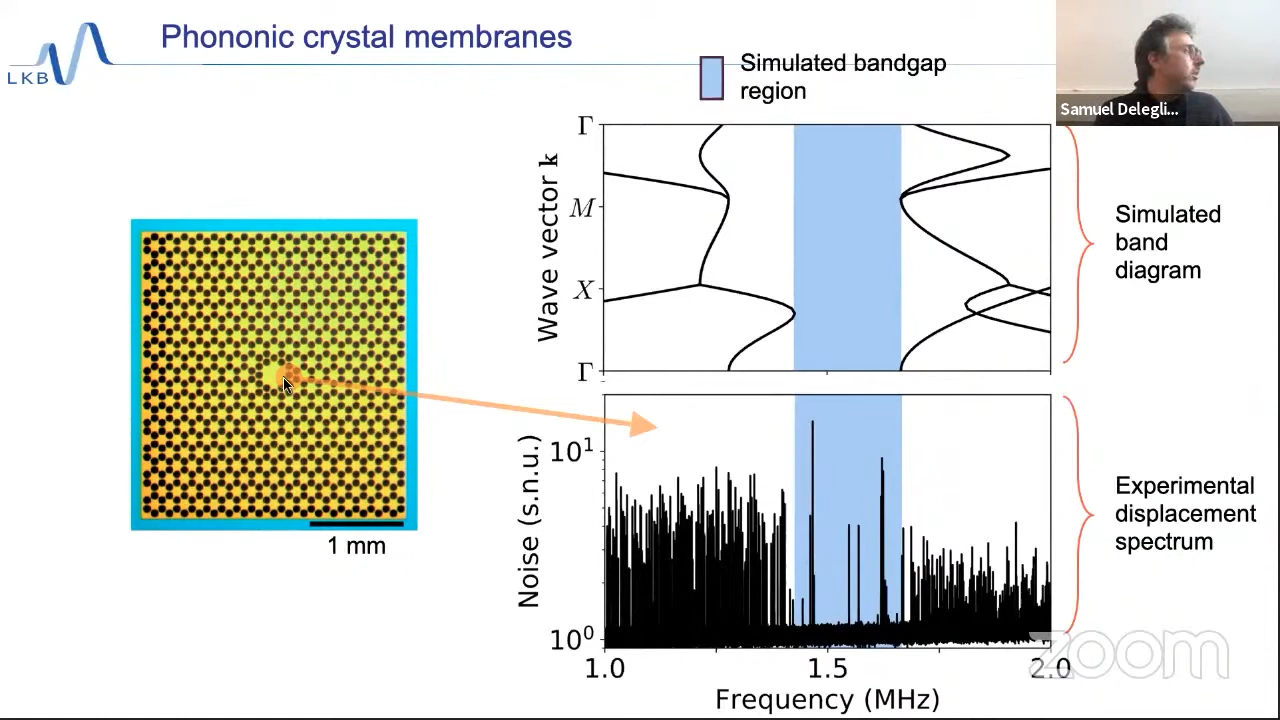 LKB
Phononic crystal membranes
Simulated bandgap
region
Samuel Delegli...
Γ
M
X
Γ
Wave vector k
Simulated
band
diagram
1 mm
10¹
10⁰
Noise (s.n.u.)
1.0
1.5
2.0
Frequency (MHz)
Experimental
displacement
spectrum
zoom